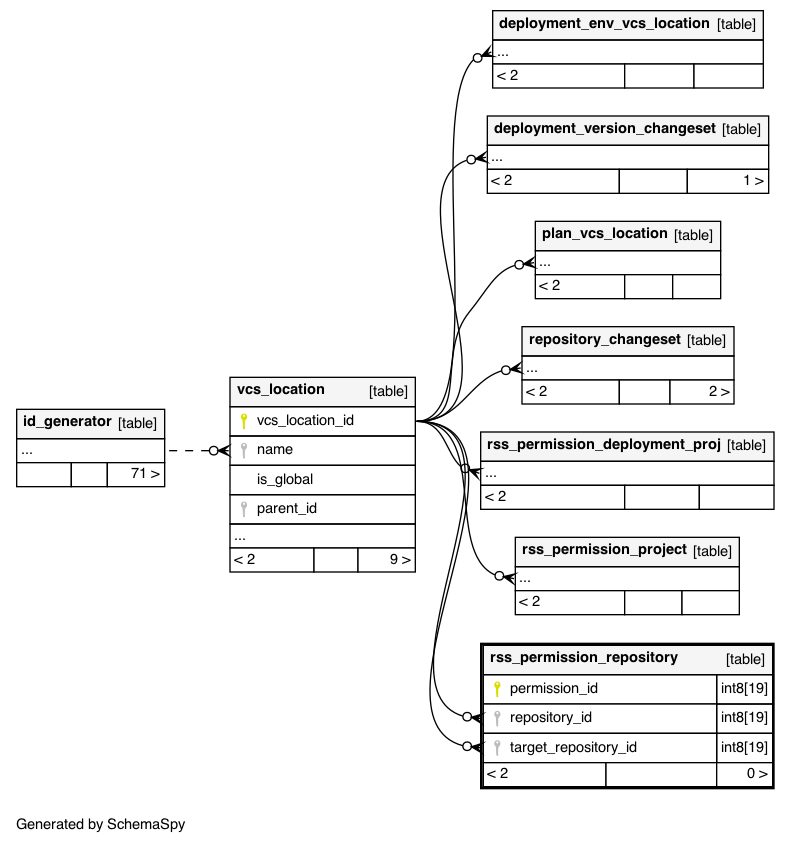 deployment_env_vcs_location [table]
...
< 2
deployment_version_changeset [table]
...
< 2 1 >
plan_vcs_location [table]
...
< 2
repository_changeset [table]
...
< 2 2 >
vcs_location [table]
vcs_location_id
name
is_global
parent_id
...
< 2 9 >
id_generator [table]
...
71 >
rss_permission_deployment_proj [table]
...
< 2
rss_permission_project [table]
...
< 2
rss_permission_repository [table]
permission_id int8[19]
repository_id int8[19]
target_repository_id int8[19]
< 2 0 >
Generated by SchemaSpy